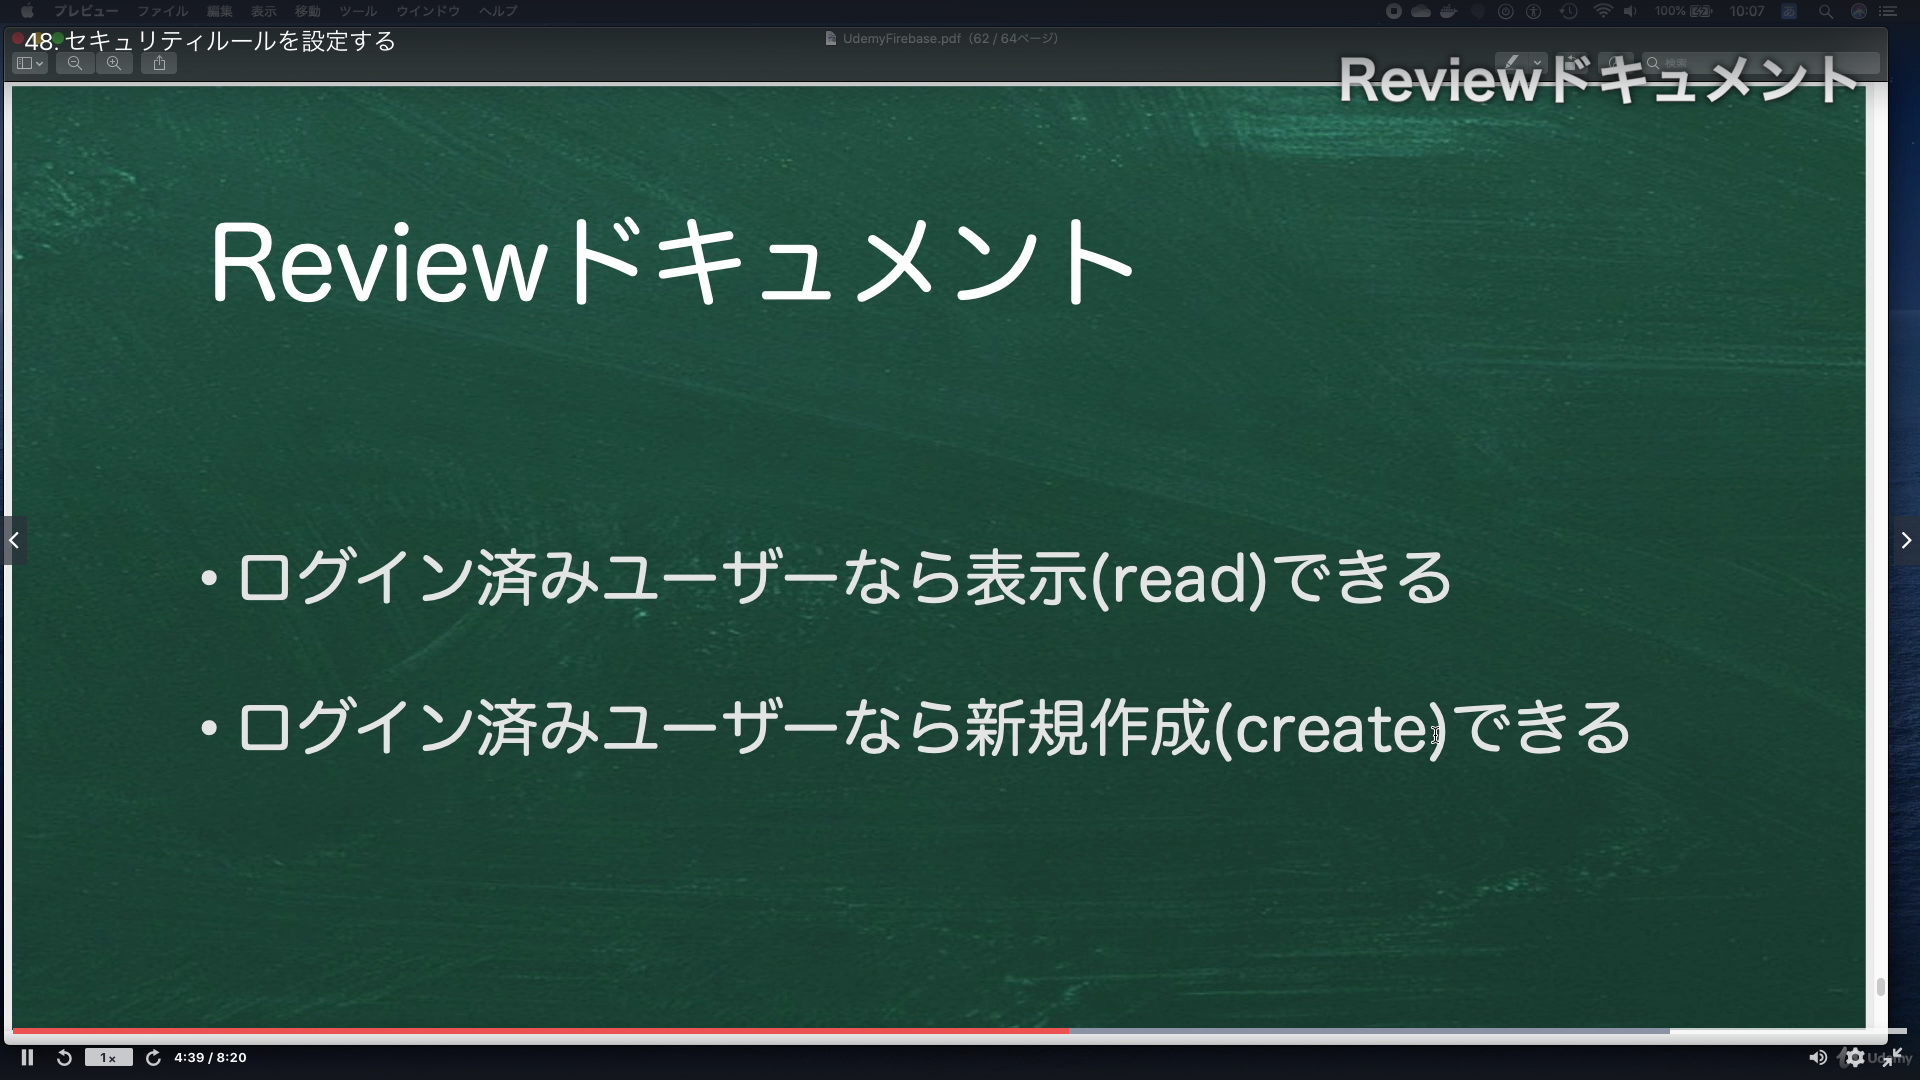 プレビュー ファイル 編集 表示 移動 ツール ウインドウ ヘルプ
100% 10:07 あ
48. セキュリティルールを設定する
UdemyFirebase.pdf（62 / 64ページ）
検索
Reviewドキュメント
Reviewドキュメント
• ログイン済みユーザーなら表示(read)できる
• ログイン済みユーザーなら新規作成(create)できる
1× 4:39 / 8:20
Udemy